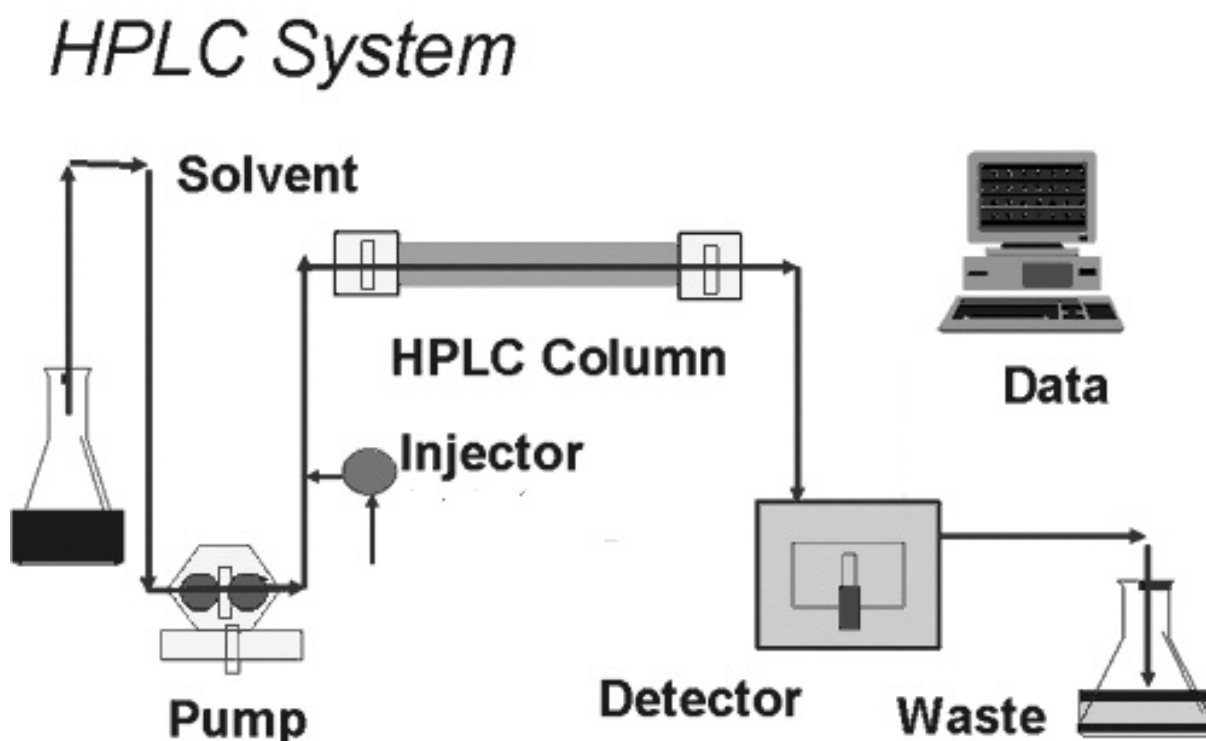 HPLC System
Solvent
HPLC Column
Data
Injector
Detector
Waste
Pump